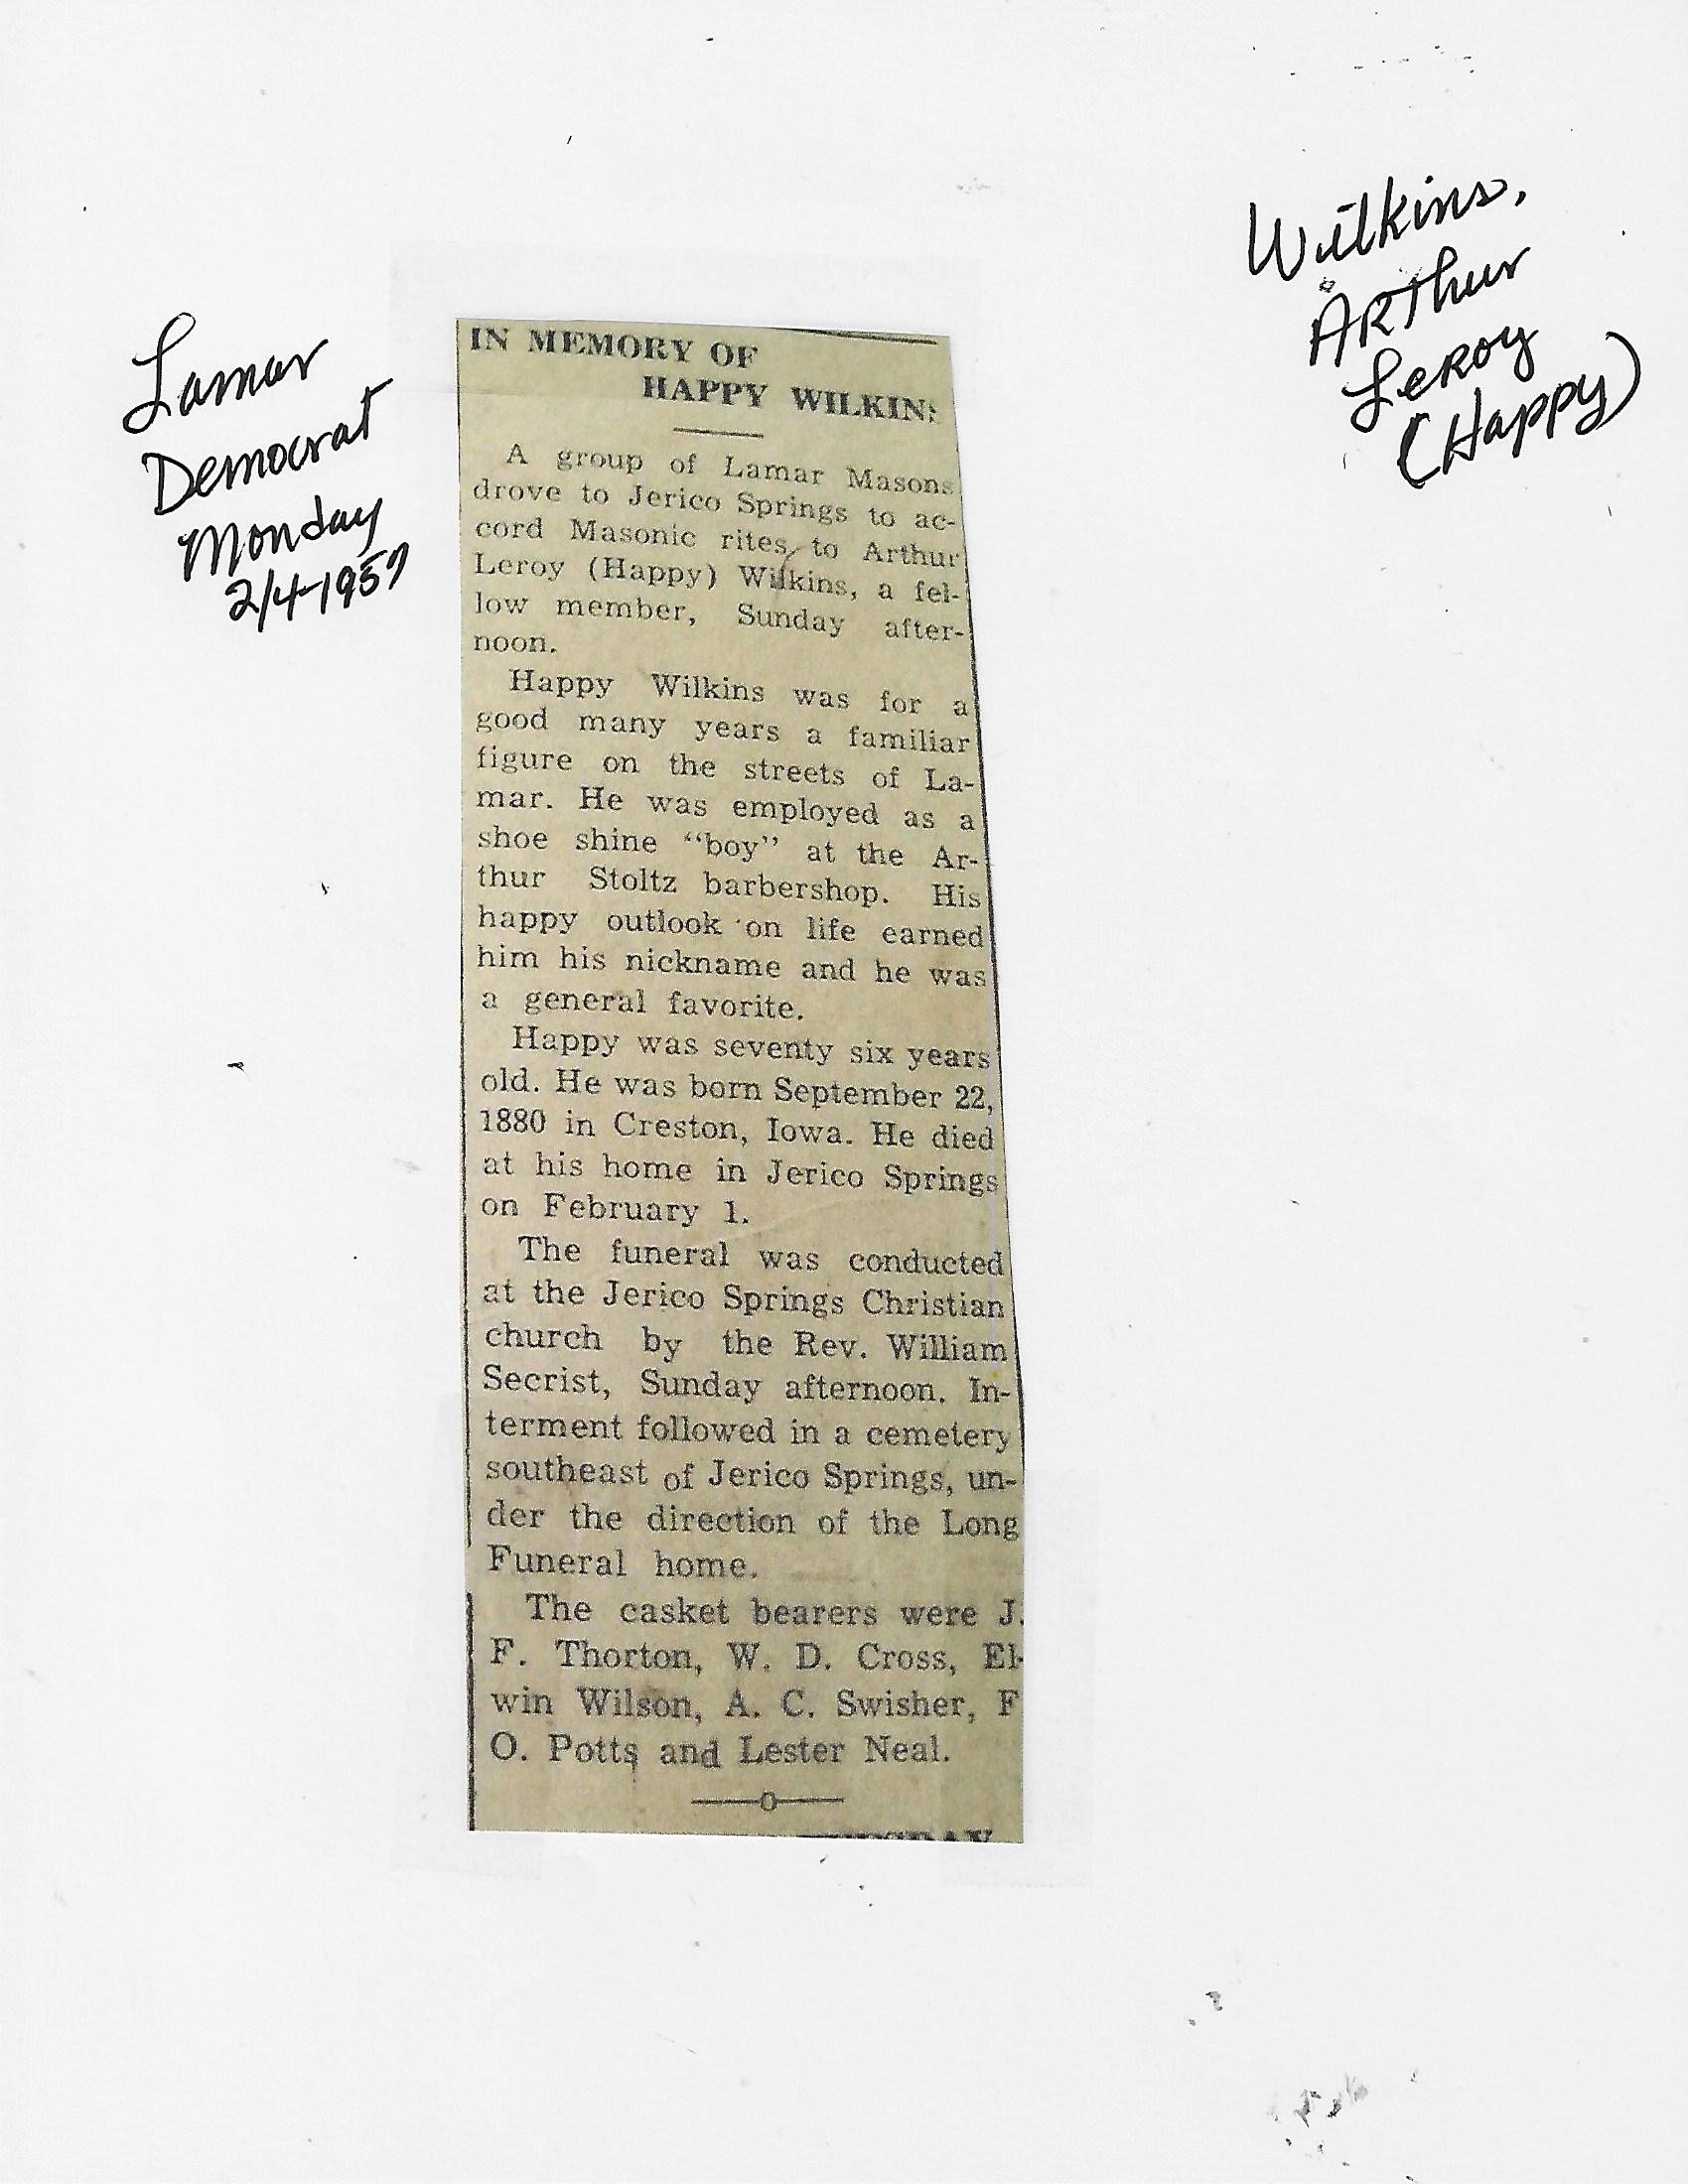 Wilkins,
Arthur
Leroy
(Happy)
Lamar
Democrat
Monday
2/4-1957
IN MEMORY OF
HAPPY WILKINS
A group of Lamar Masons
drove to Jerico Springs to ac-
cord Masonic rites to Arthur
Leroy (Happy) Wilkins, a fel-
low member, Sunday after-
noon.
Happy Wilkins was for a
good many years a familiar
figure on the streets of La-
mar. He was employed as a
shoe shine "boy" at the Ar-
thur Stoltz barbershop. His
happy outlook on life earned
him his nickname and he was
a general favorite.
Happy was seventy six years
old. He was born September 22,
1880 in Creston, Iowa. He died
at his home in Jerico Springs
on February 1.
The funeral was conducted
at the Jerico Springs Christian
church by the Rev. William
Secrist, Sunday afternoon. In-
terment followed in a cemetery
southeast of Jerico Springs, un-
der the direction of the Long
Funeral home.
The casket bearers were J.
F. Thorton, W. D. Cross, El-
win Wilson, A. C. Swisher, F
O. Potts and Lester Neal.